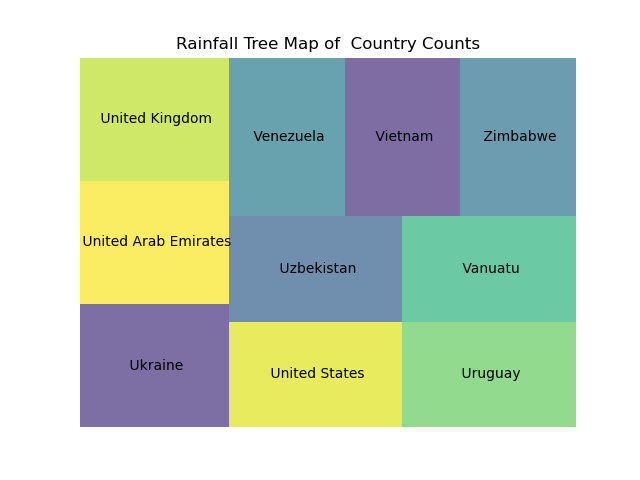 Rainfall Tree Map of  Country Counts
United Kingdom
Venezuela
Vietnam
Zimbabwe
United Arab Emirates
Uzbekistan
Vanuatu
Ukraine
United States
Uruguay